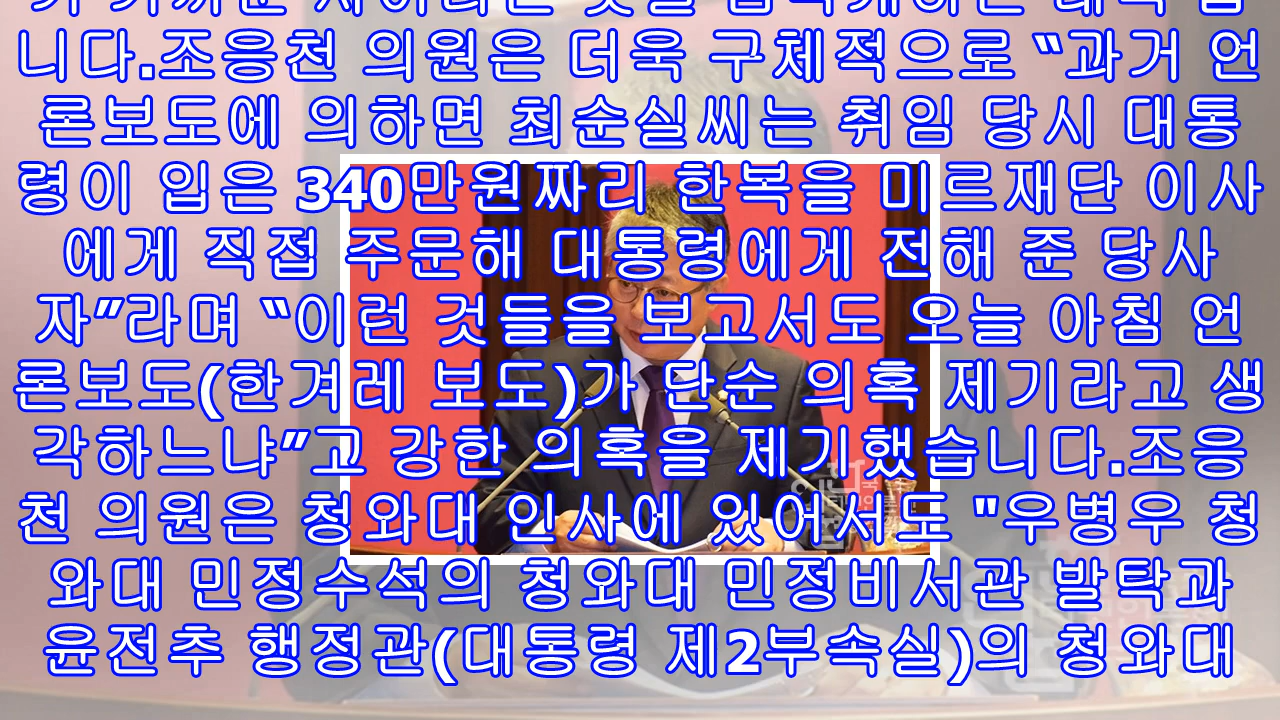 니다.조응천 의원은 더욱 구체적으로 “과거 언
론보도에 의하면 최순실씨는 취임 당시 대통
령이 입은 340만원짜리 한복을 미르재단 이사
에게 직접 주문해 대통령에게 전해 준 당사
자”라며 “이런 것들을 보고서도 오늘 아침 언
론보도(한겨레 보도)가 단순 의혹 제기라고 생
각하느냐”고 강한 의혹을 제기했습니다.조응
천 의원은 청와대 인사에 있어서도 "우병우 청
와대 민정수석의 청와대 민정비서관 발탁과
윤전추 행정관(대통령 제2부속실)의 청와대